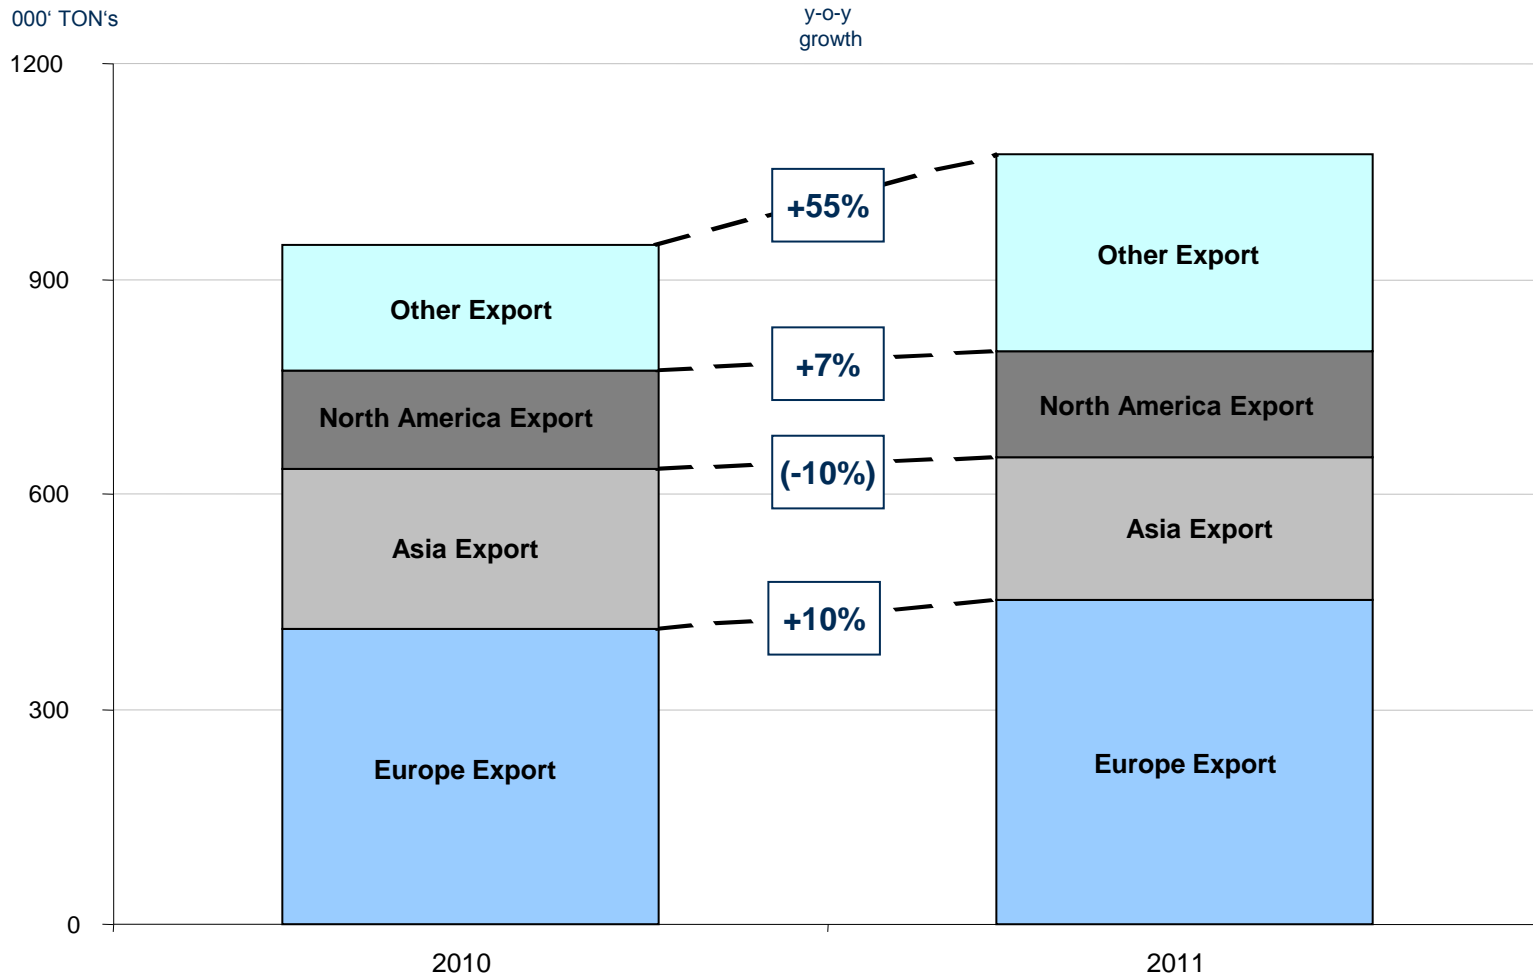 000‘ TON‘s
y-o-y
growth
1200
900
600
300
0
+55%
+7%
(-10%)
+10%
Other Export
North America Export
Asia Export
Europe Export
Other Export
North America Export
Asia Export
Europe Export
2010
2011